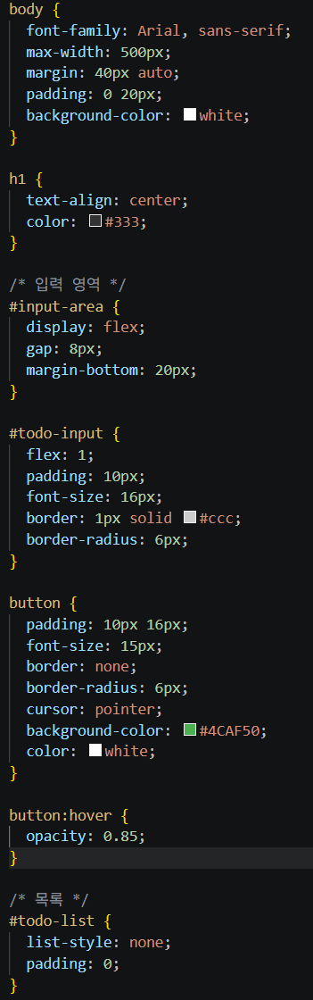 body {
  font-family: Arial, sans-serif;
  max-width: 500px;
  margin: 40px auto;
  padding: 0 20px;
  background-color: white;
}

h1 {
  text-align: center;
  color: #333;
}

/* 입력 영역 */
#input-area {
  display: flex;
  gap: 8px;
  margin-bottom: 20px;
}

#todo-input {
  flex: 1;
  padding: 10px;
  font-size: 16px;
  border: 1px solid #ccc;
  border-radius: 6px;
}

button {
  padding: 10px 16px;
  font-size: 15px;
  border: none;
  border-radius: 6px;
  cursor: pointer;
  background-color: #4CAF50;
  color: white;
}

button:hover {
  opacity: 0.85;
}

/* 목록 */
#todo-list {
  list-style: none;
  padding: 0;
}